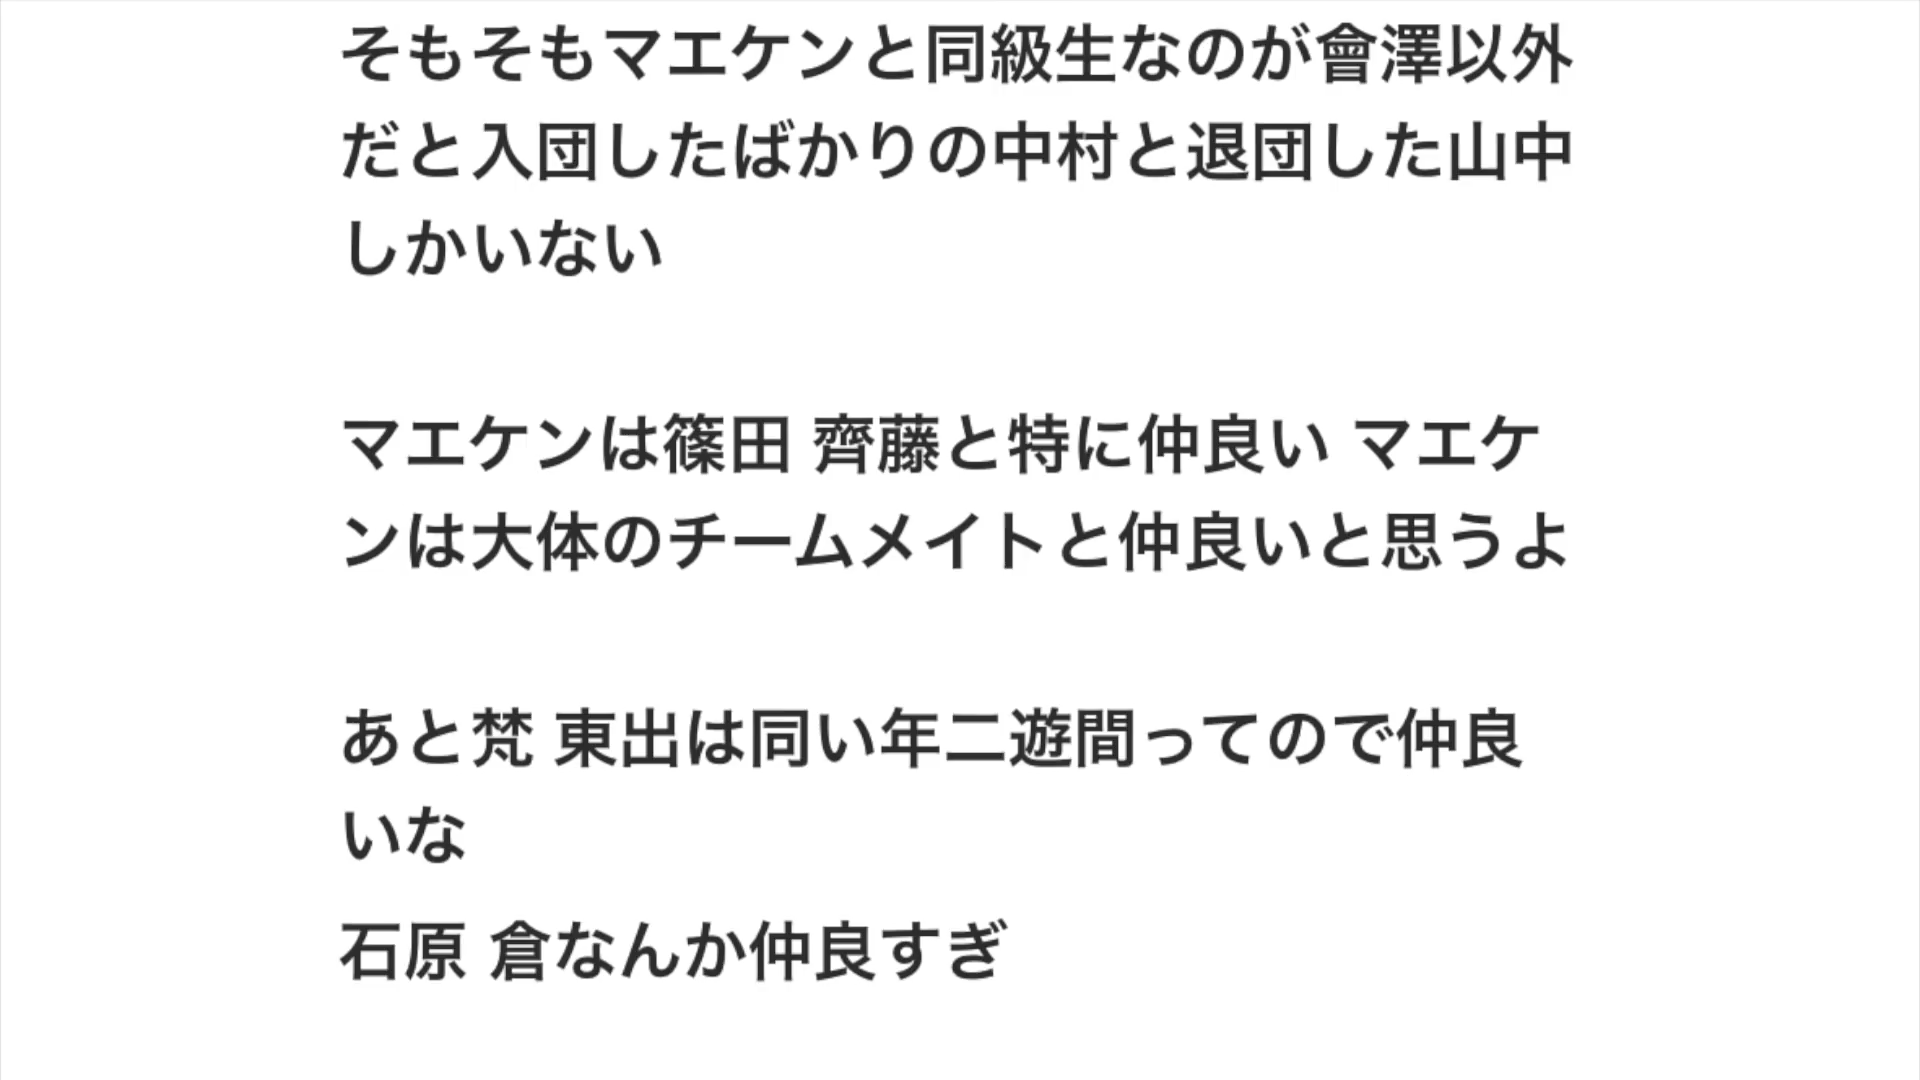 そもそもマエケンと同級生なのが會澤以外
だと入団したばかりの中村と退団した山中
しかいない
マエケンは篠田 齊藤と特に仲良い マエケ
ンは大体のチームメイトと仲良いと思うよ
あと梵 東出は同い年二遊間ってので仲良
いな
石原 倉なんか仲良すぎ